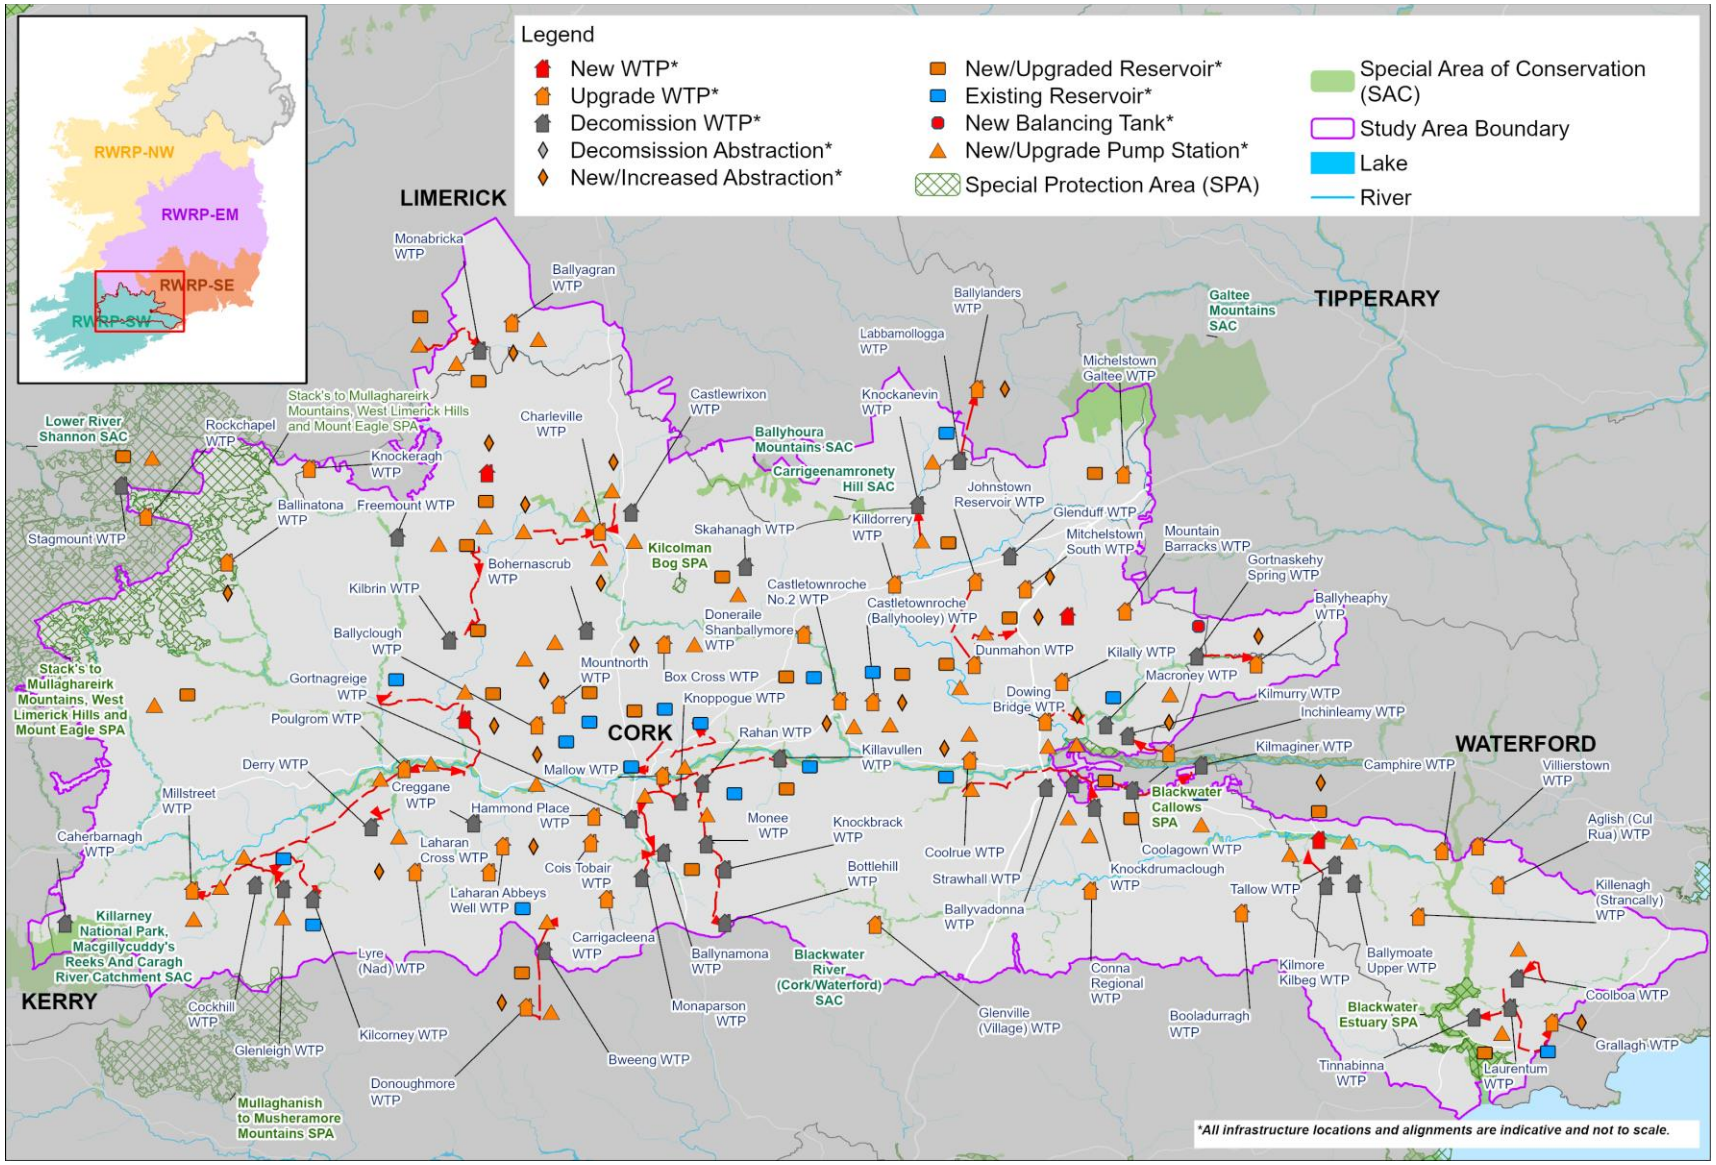 RWRP-NW
RWRP-EM
RWRP-SE
RWRP-SW
Legend
New WTP*
Upgrade WTP*
Decomission WTP*
Decomsission Abstraction*
New/Increased Abstraction*
New/Upgraded Reservoir*
Existing Reservoir*
New Balancing Tank*
New/Upgrade Pump Station*
Special Protection Area (SPA)
Special Area of Conservation
(SAC)
Study Area Boundary
Lake
River
LIMERICK
Monabricka
WTP
Ballyagran
WTP
Ballylanders
WTP
Galtee
Mountains
SAC
TIPPERARY
Labbamollogga
WTP
Michelstown
Galtee WTP
Stack's to Mullaghareirk
Mountains, West Limerick Hills
and Mount Eagle SPA
Castlewrixon
WTP
Knockanevin
WTP
Lower River
Shannon SAC
Rockchapel
WTP
Charleville
WTP
Ballyhoura
Mountains SAC
Knockeragh
WTP
Carrigeenamronety
Hill SAC
Ballinatona
WTP
Freemount WTP
Johnstown
Reservoir WTP
Stagmount WTP
Skahanagh WTP
Killdorrery
WTP
Glenduff WTP
Mitchelstown
South WTP
Mountain
Barracks WTP
Kilcolman
Bog SPA
Bohernascrub
WTP
Gortnaskehy
Spring WTP
Kilbrin WTP
Castletownroche
No.2 WTP
Castletownroche
(Ballyhooley) WTP
Ballyheaphy
WTP
Doneraile
Shanballymore
WTP
Ballyclough
WTP
Dunmahon WTP
Kilally WTP
Stack's to
Mullaghareirk
Mountains, West
Limerick Hills and
Mount Eagle SPA
Gortnagreige
WTP
Mountnorth
WTP
Box Cross WTP
Macroney WTP
Knoppogue WTP
Dowing
Bridge WTP
Kilmurry WTP
Poulgrom WTP
Inchinleamy WTP
CORK
Rahan WTP
Killavullen
WTP
Kilmaginer WTP
WATERFORD
Derry WTP
Mallow WTP
Camphire WTP
Villierstown
WTP
Millstreet
WTP
Creggane
WTP
Hammond Place
WTP
Blackwater
Callows
SPA
Caherbarnagh
WTP
Monee
WTP
Knockbrack
WTP
Aglish (Cul
Rua) WTP
Laharan
Cross WTP
Coolrue WTP
Coolagown WTP
Cois Tobair
WTP
Bottlehill
WTP
Strawhall WTP
Knockdrumaclough
WTP
Laharan Abbeys
Well WTP
Tallow WTP
Killenagh
(Strancally)
WTP
Ballyvadonna
WTP
Killarney
National Park,
Macgillycuddy's
Reeks And Caragh
River Catchment SAC
Lyre
(Nad) WTP
Carrigacleena
WTP
Ballynamona
WTP
Blackwater
River
(Cork/Waterford)
SAC
Conna
Regional
WTP
Kilmore
Kilbeg WTP
Ballymoate
Upper WTP
KERRY
Cockhill
WTP
Monaparson
WTP
Glenville
(Village) WTP
Booladurragh
WTP
Blackwater
Estuary SPA
Coolboa WTP
Kilcorney WTP
Glenleigh WTP
Bweeng WTP
Grallagh WTP
Donoughmore
WTP
Tinnabinna
WTP
Laurentum
WTP
Mullaghanish
to Musheramore
Mountains SPA
*All infrastructure locations and alignments are indicative and not to scale.